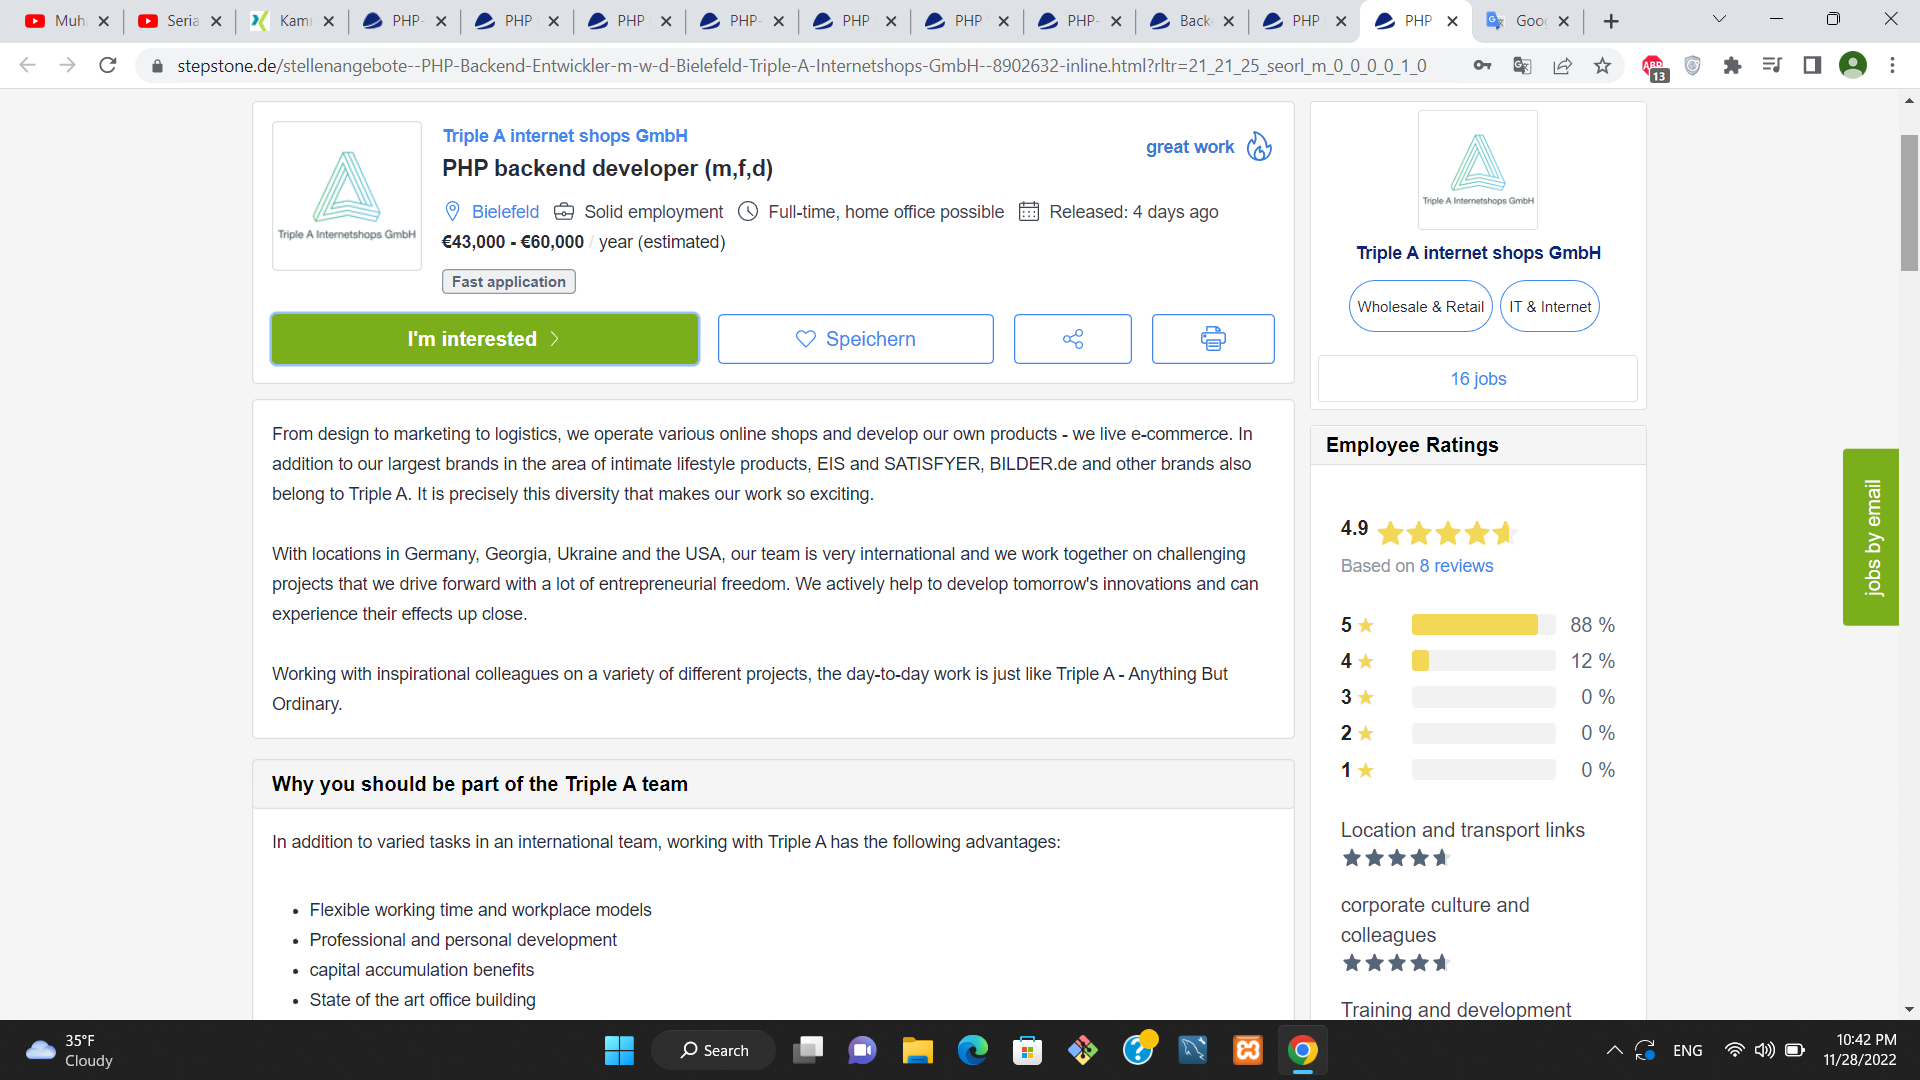 Muh
Seria
Kam
PHP-
PHP
PHP
PHP-
PHP
PHP
PHP-
Back
PHP
PHP
Goog
stepstone.de/stellenangebote--PHP-Backend-Entwickler-m-w-d-Bielefeld-Triple-A-Internetshops-GmbH--8902632-inline.html?rltr=21_21_25_seorl_m_0_0_0_0_1_0
ABP
13
Triple A Internetshops GmbH
Triple A internet shops GmbH
PHP backend developer (m,f,d)
great work
Bielefeld
Solid employment
Full-time, home office possible
Released: 4 days ago
€43,000 - €60,000 / year (estimated)
Fast application
I'm interested
Speichern
Triple A Internetshops GmbH
Triple A internet shops GmbH
Wholesale & Retail
IT & Internet
16 jobs
From design to marketing to logistics, we operate various online shops and develop our own products - we live e-commerce. In
addition to our largest brands in the area of intimate lifestyle products, EIS and SATISFYER, BILDER.de and other brands also
belong to Triple A. It is precisely this diversity that makes our work so exciting.
With locations in Germany, Georgia, Ukraine and the USA, our team is very international and we work together on challenging
projects that we drive forward with a lot of entrepreneurial freedom. We actively help to develop tomorrow's innovations and can
experience their effects up close.
Working with inspirational colleagues on a variety of different projects, the day-to-day work is just like Triple A - Anything But
Ordinary.
Why you should be part of the Triple A team
In addition to varied tasks in an international team, working with Triple A has the following advantages:
• Flexible working time and workplace models
• Professional and personal development
• capital accumulation benefits
• State of the art office building
Employee Ratings
4.9
Based on 8 reviews
5 88 %
4 12 %
3 0 %
2 0 %
1 0 %
Location and transport links
corporate culture and
colleagues
Training and development
jobs by email
35°F
Cloudy
Search
ENG
10:42 PM
11/28/2022